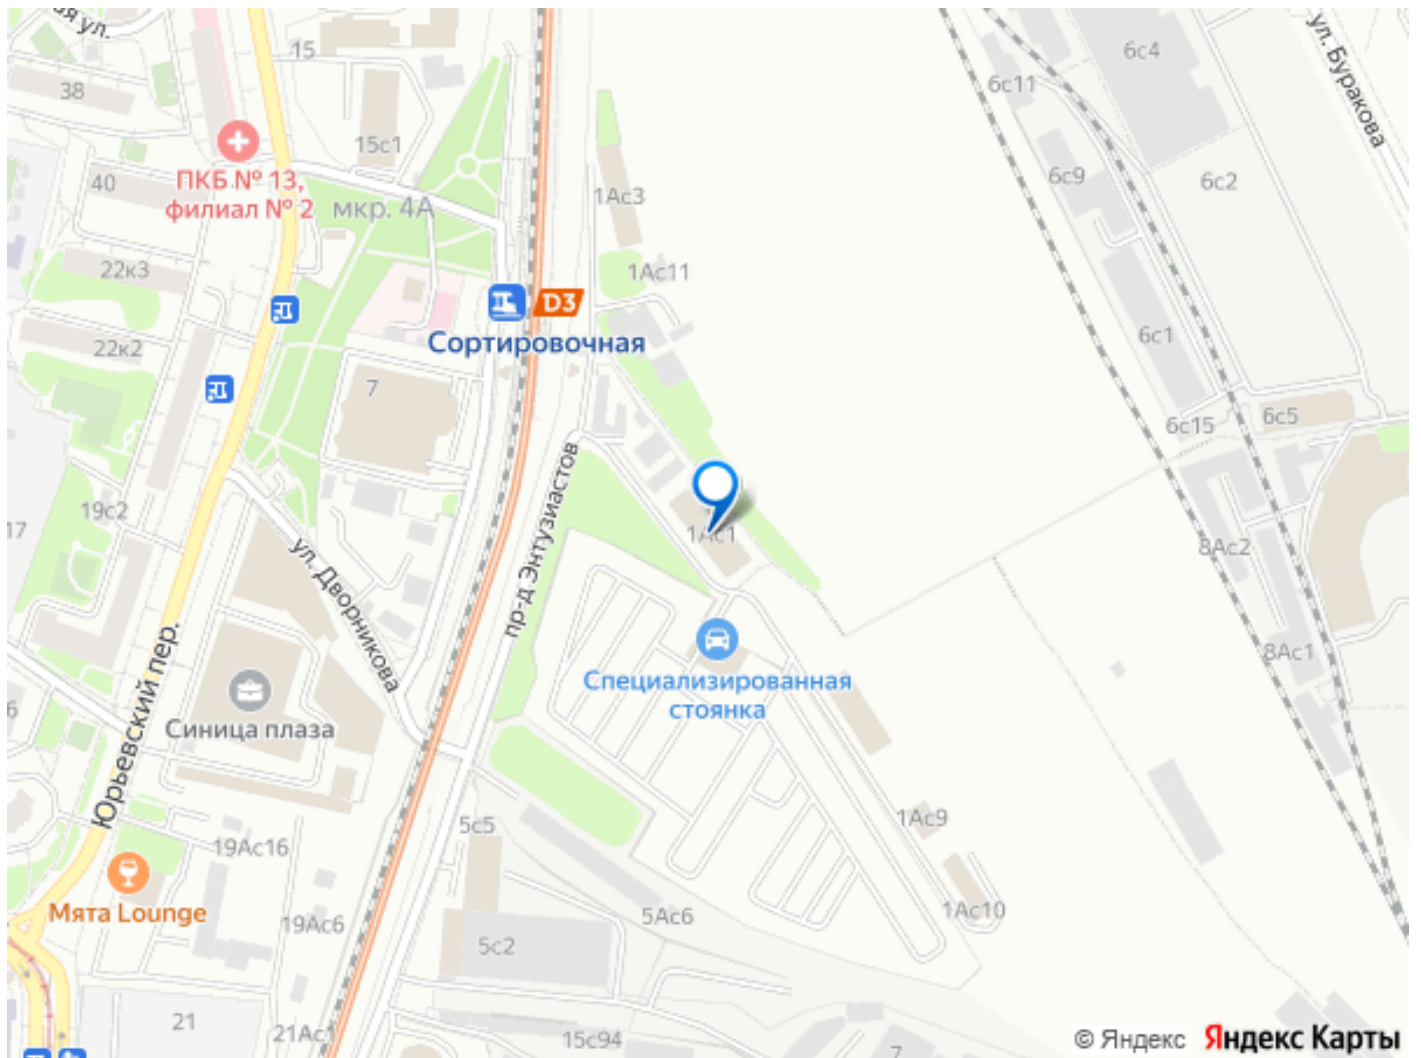 ая ул.
15
6с4
ул. Буракова
38
6с11
15с1
ПКБ № 13,
филиал № 2
40
мкр. 4А
1Ас3
6с9
6с2
22к3
1Ас11
D3
Сортировочная
22к2
6с1
7
6с5
6с15
19с2
17
пр-д Энтузиастов
1Ас1
8Ас2
ул. Дворникова
Юрьевский пер.
Специализированная
стоянка
8Ас1
6
Синица плаза
1Ас9
5с5
19Ас16
Мята Lounge
19Ас6
5Ас6
1Ас10
5с2
21
21Ас1
15с94
7
© Яндекс Яндекс Карты